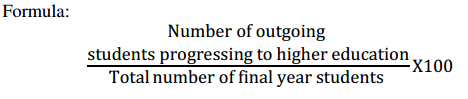 Formula:
Number of outgoing
students progressing to higher education
Total number of final year students
X100